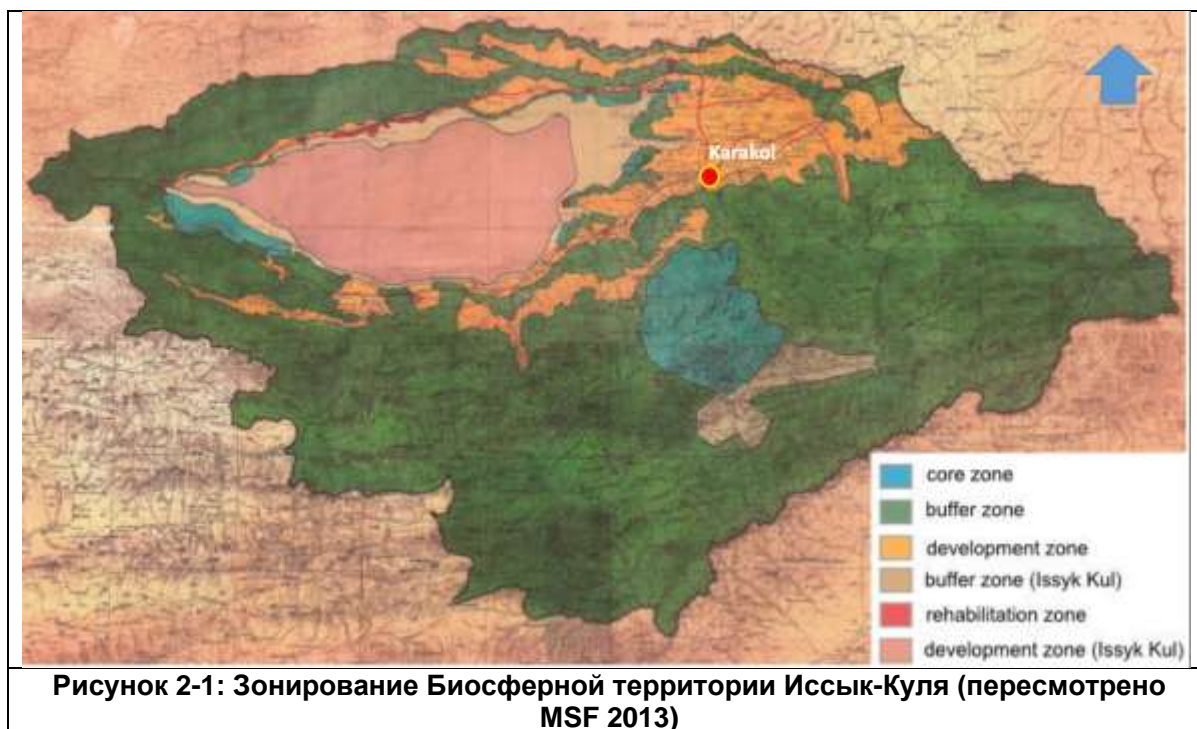 Karakol
core zone
buffer zone
development zone
buffer zone (Issyk Kul)
rehabilitation zone
development zone (Issyk Kul)
Рисунок 2-1: Зонирование Биосферной территории Иссык-Куля (пересмотрено
MSF 2013)